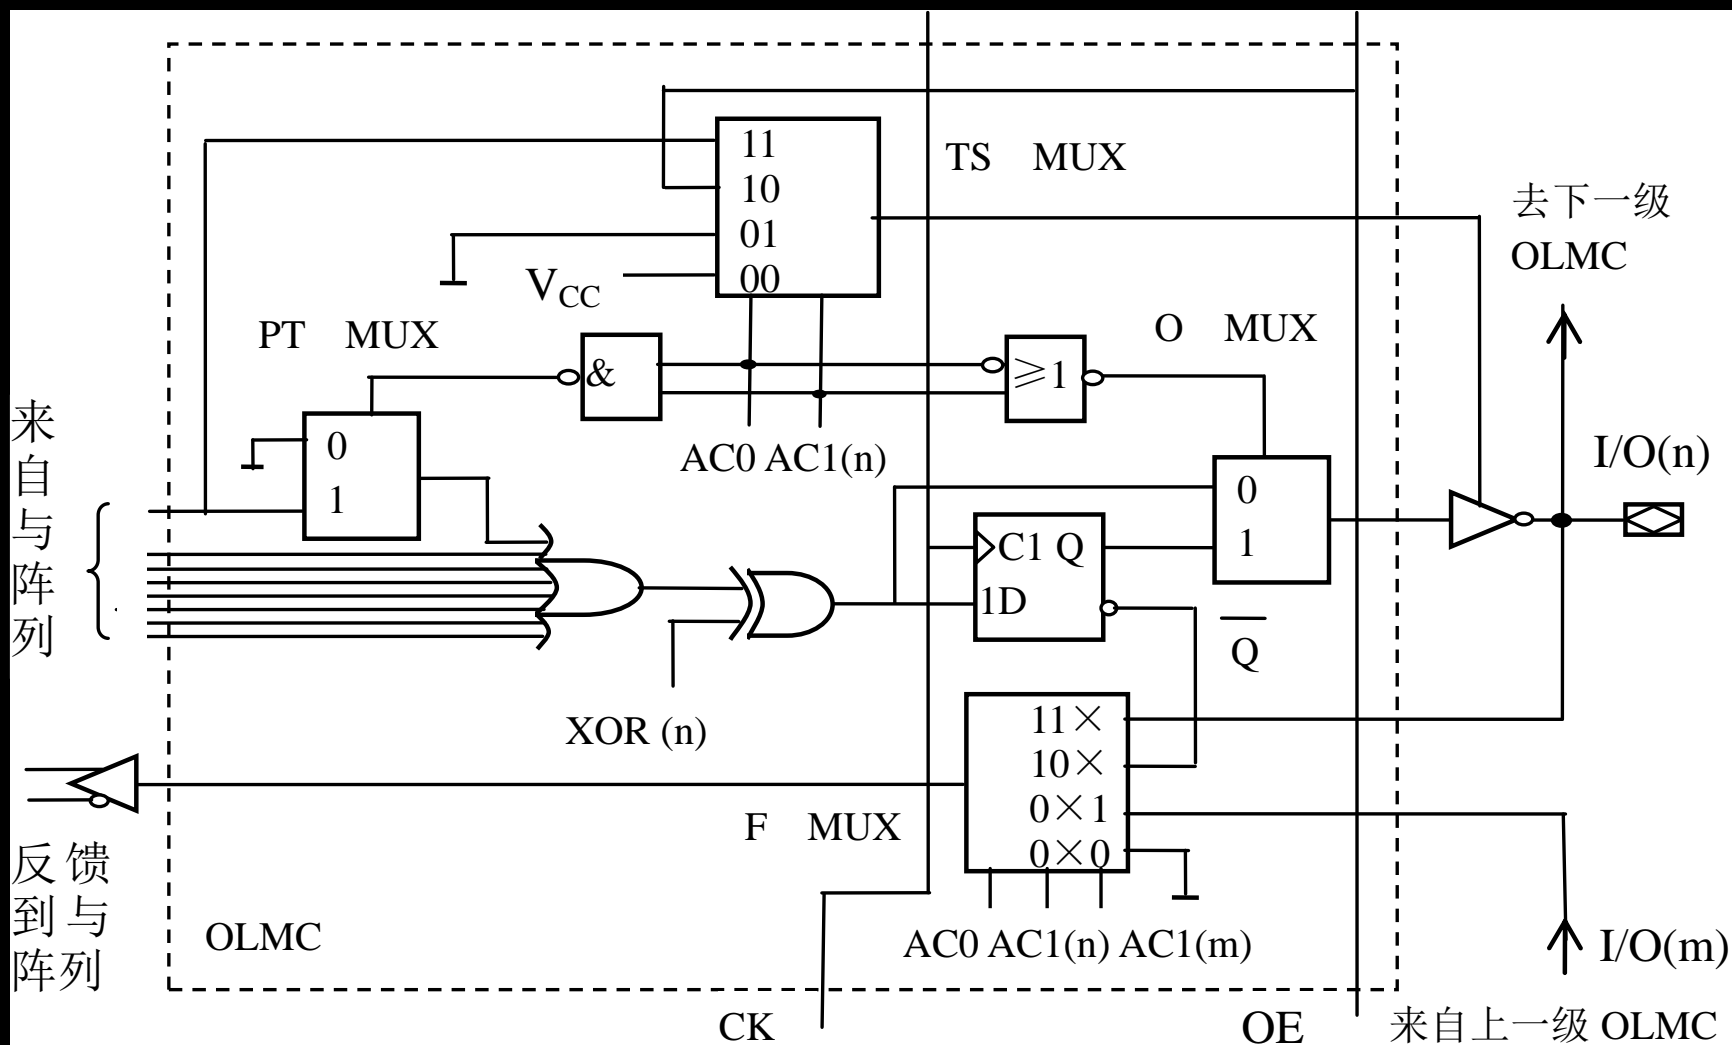 11
10
01
00
TS MUX
去下一级
OLMC
V_CC
PT MUX
&
≥1
O MUX
I/O(n)
AC0 AC1(n)
来自与阵列
0
1
0
1
C1 Q
1D
Q̅
XOR (n)
11×
10×
0×1
0×0
F MUX
反馈
到与
阵列
OLMC
AC0 AC1(n) AC1(m)
I/O(m)
CK
OE
来自上一级 OLMC